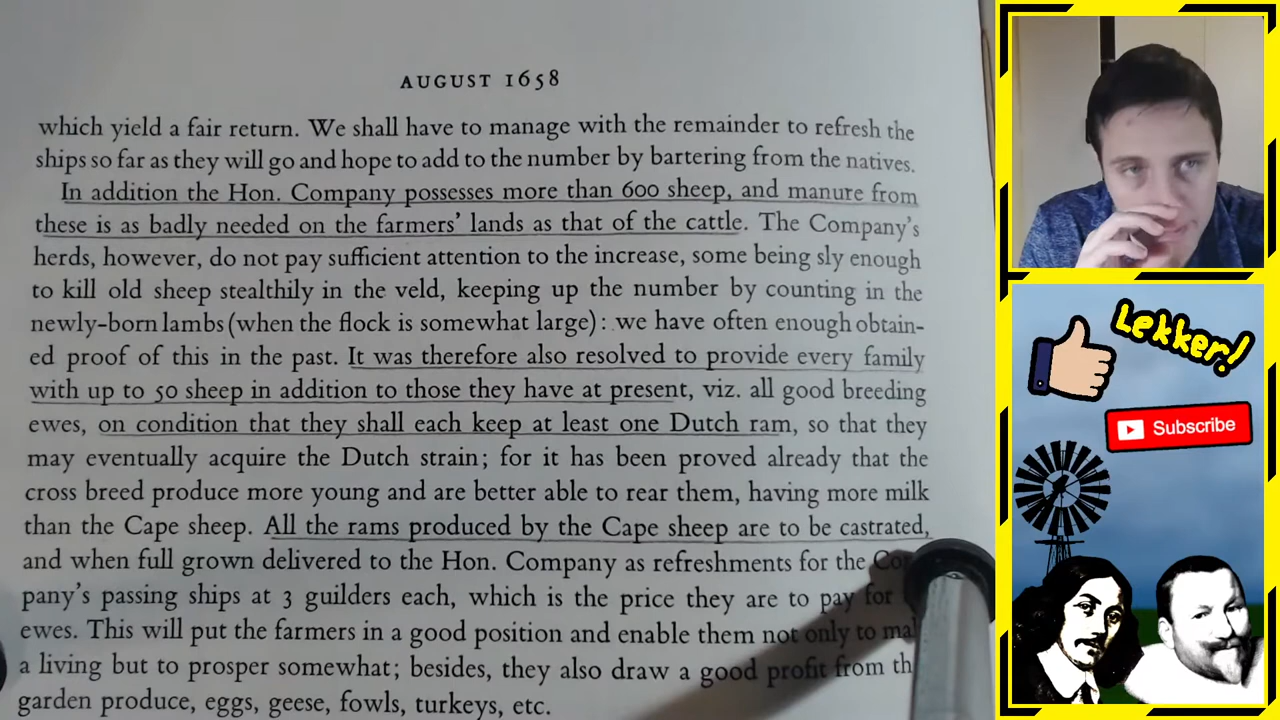 AUGUST 1658
which yield a fair return. We shall have to manage with the remainder to refresh the
ships so far as they will go and hope to add to the number by bartering from the natives.
In addition the Hon. Company possesses more than 600 sheep, and manure from
these is as badly needed on the farmers' lands as that of the cattle. The Company's
herds, however, do not pay sufficient attention to the increase, some being sly enough
to kill old sheep stealthily in the veld, keeping up the number by counting in the
newly-born lambs (when the flock is somewhat large): we have often enough obtain-
ed proof of this in the past. It was therefore also resolved to provide every family
with up to 50 sheep in addition to those they have at present, viz. all good breeding
ewes, on condition that they shall each keep at least one Dutch ram, so that they
may eventually acquire the Dutch strain; for it has been proved already that the
cross breed produce more young and are better able to rear them, having more milk
than the Cape sheep. All the rams produced by the Cape sheep are to be castrated,
and when full grown delivered to the Hon. Company as refreshments for the
pany's passing ships at 3 guilders each, which is the price they are to pay for
ewes. This will put the farmers in a good position and enable them not only to
a living but to prosper somewhat; besides, they also draw a good profit from
garden produce, eggs, geese, fowls, turkeys, etc.
Lekker!
Subscribe